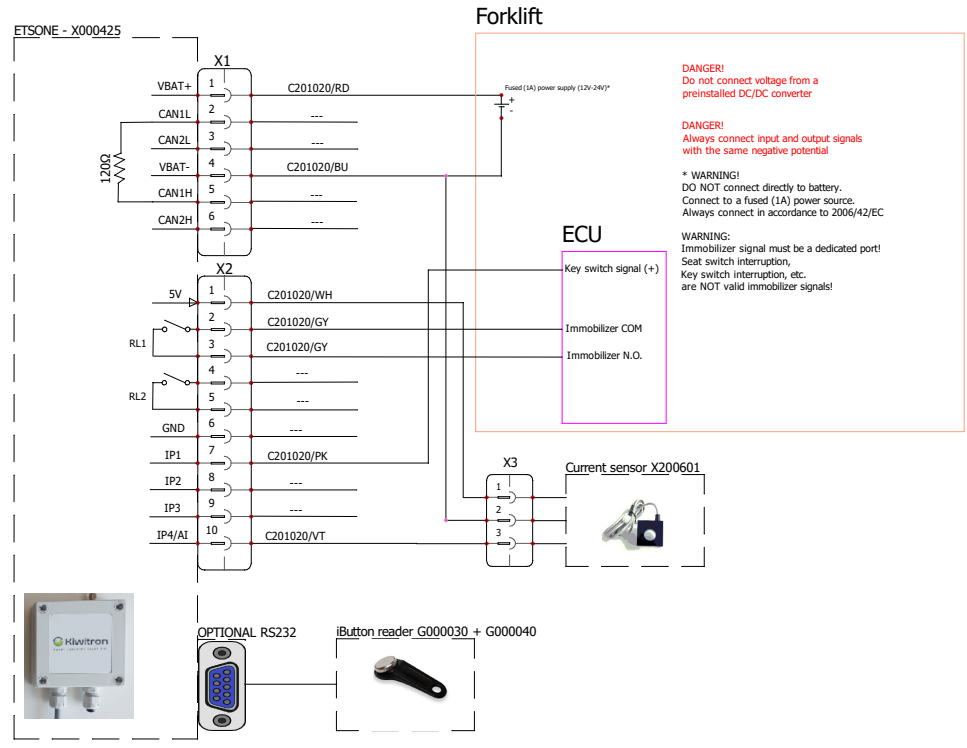 Forklift
ETSONE - X000425
X1
VBAT+
1
C201020/RD
Fused (1A) power supply (12V-24V)*
+
-
CAN1L
2
---
CAN2L
3
---
120Ω
VBAT-
4
C201020/BU
CAN1H
5
---
CAN2H
6
---
DANGER!
Do not connect voltage from a
preinstalled DC/DC converter
DANGER!
Always connect input and output signals
with the same negative potential
* WARNING!
DO NOT connect directly to battery.
Connect to a fused (1A) power source.
Always connect in accordance to 2006/42/EC
WARNING:
Immobilizer signal must be a dedicated port!
Seat switch interruption,
Key switch interruption, etc.
are NOT valid immobilizer signals!
ECU
Key switch signal (+)
Immobilizer COM
Immobilizer N.O.
X2
5V
1
C201020/WH
2
C201020/GY
RL1
3
C201020/GY
4
---
RL2
5
---
GND
6
---
IP1
7
C201020/PK
IP2
8
---
IP3
9
---
IP4/AI
10
C201020/VT
X3
1
2
3
Current sensor X200601
Kiwitron
OPTIONAL RS232
iButton reader G000030 + G000040